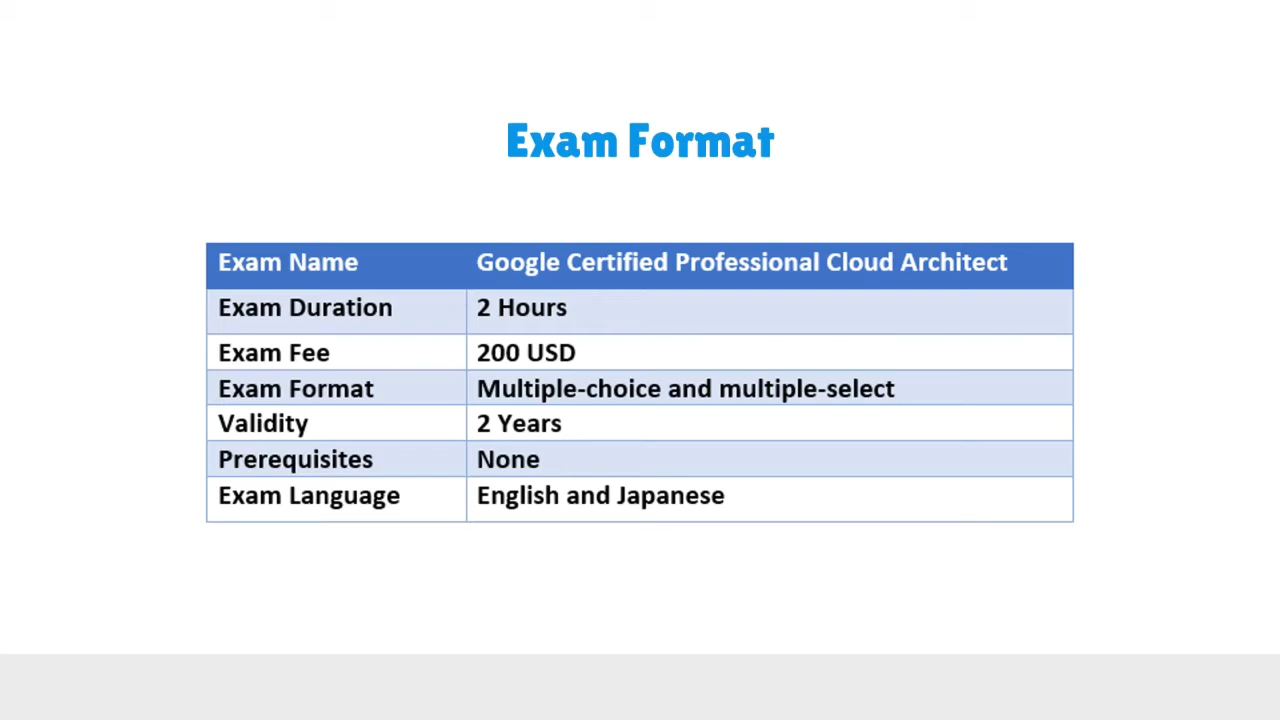 Exam Format
Exam Name Google Certified Professional Cloud Architect
Exam Duration 2 Hours
Exam Fee 200 USD
Exam Format Multiple-choice and multiple-select
Validity 2 Years
Prerequisites None
Exam Language English and Japanese